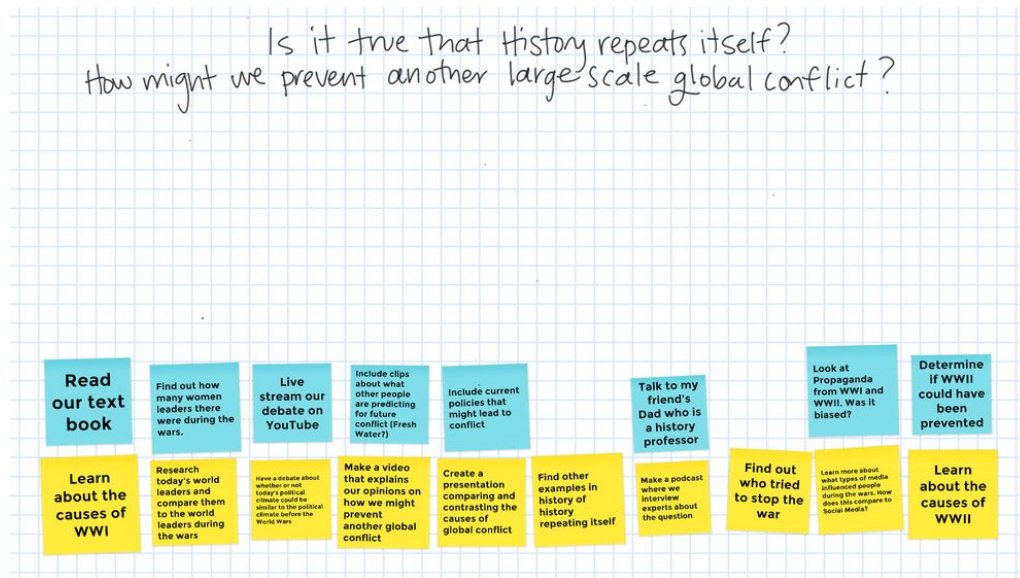 Is it true that History repeats itself?
How might we prevent another large-scale global conflict?
Read
our text
book
Find out how
many women
leaders there
were during the
wars.
Live
stream our
debate on
YouTube
Include clips
about what
other people
are predicting
for future
conflict (Fresh
Water?)
Include current
policies that
might lead to
conflict
Talk to my
friend's
Dad who is
a history
professor
Look at
Propaganda
from WWI and
WWII. Was it
biased?
Determine
if WWII
could have
been
prevented
Learn
about the
causes of
WWI
Research
today's world
leaders and
compare them
to the world
leaders during
the wars
Have a debate about
whether or not
today's political
climate could be
similar to the political
climate before the
World Wars
Make a video
that explains
our opinions on
how we might
prevent
another global
conflict
Create a
presentation
comparing and
contrasting the
causes of
global conflict
Find other
examples in
history of
history
repeating itself
Make a podcast
where we
interview
experts about
the question
Find out
who tried
to stop the
war
Learn more about
what types of media
influenced people
during the wars. How
does this compare to
Social Media?
Learn
about the
causes of
WWII